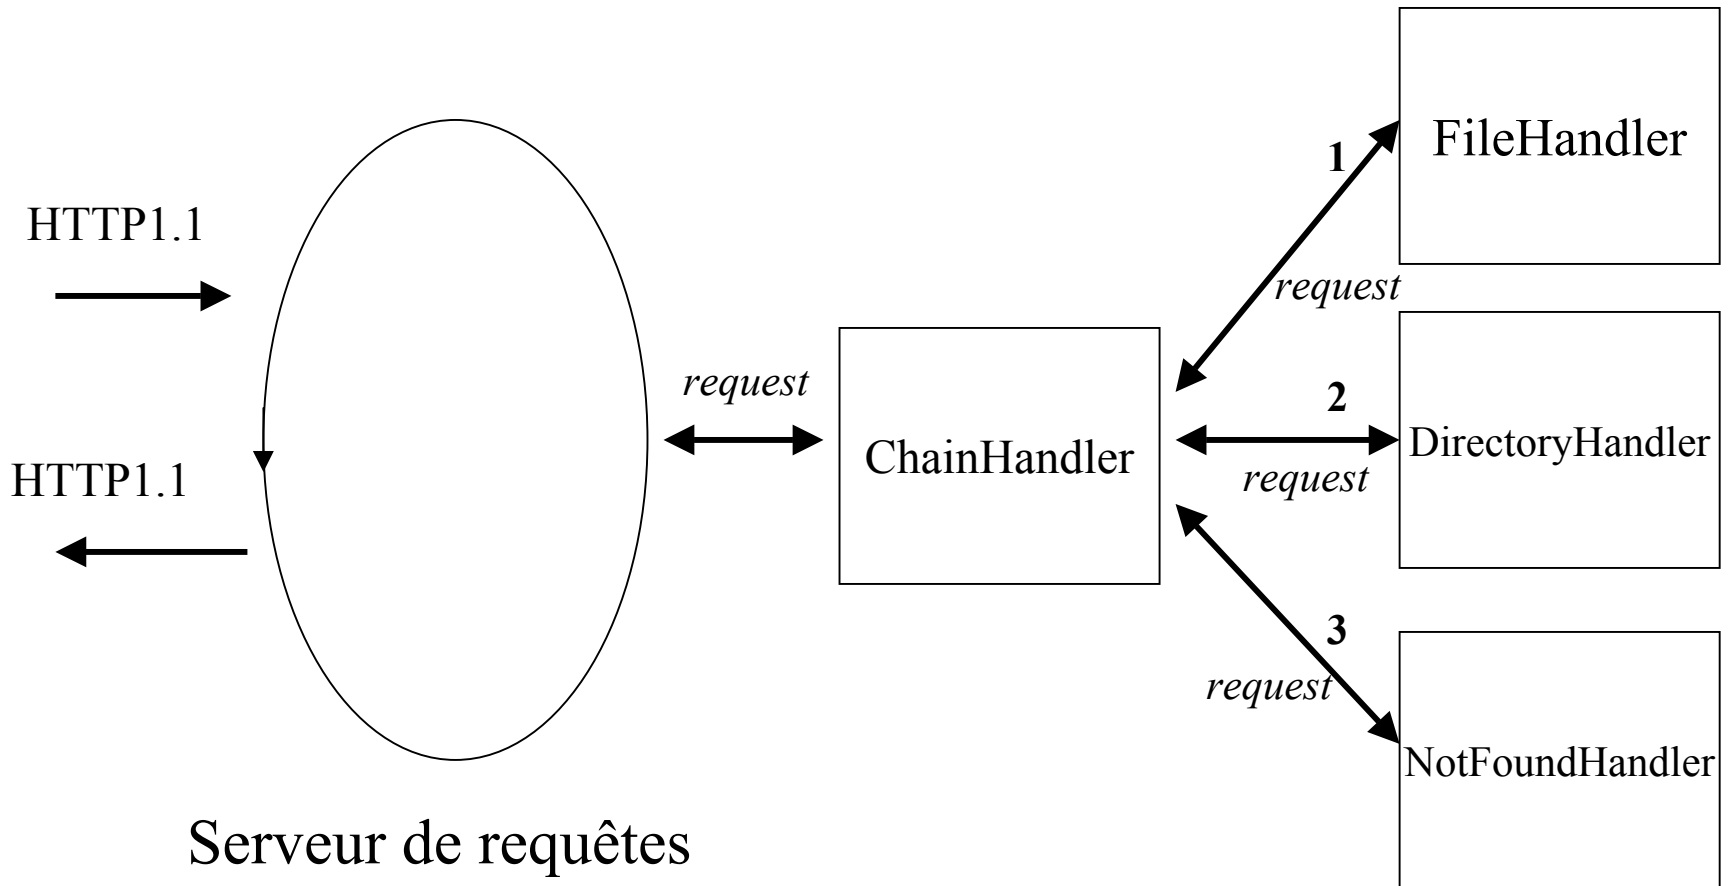 HTTP1.1
HTTP1.1
Serveur de requêtes
request
ChainHandler
1
request
FileHandler
2
request
DirectoryHandler
3
request
NotFoundHandler